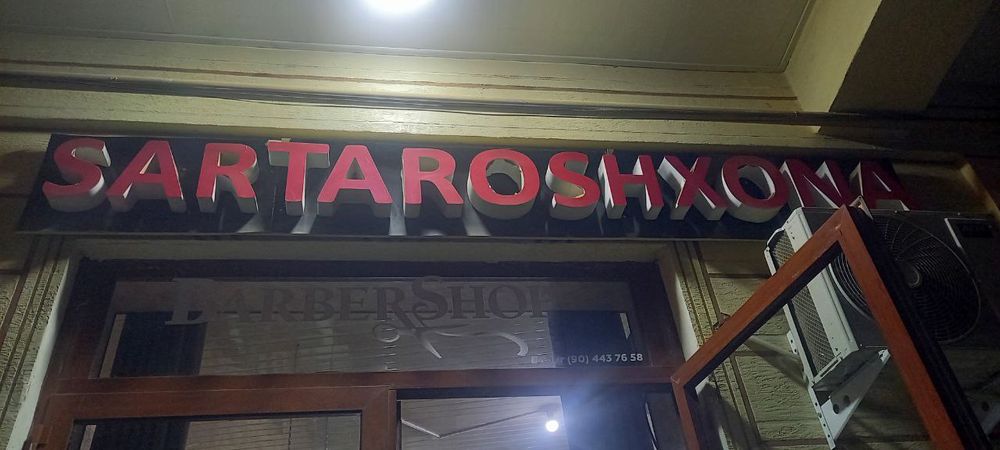 SARTAROSHXONA
BARBERSHOP
(90) 443 76 58